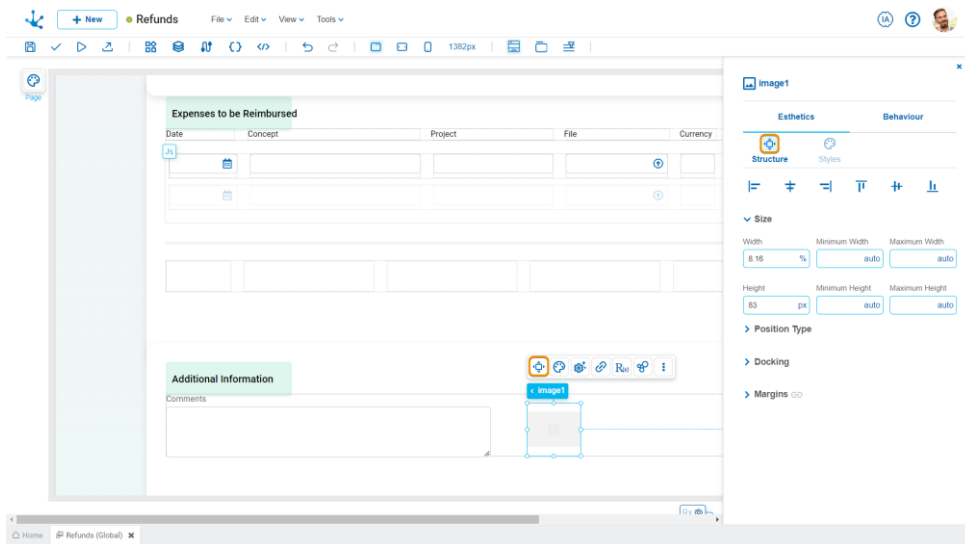 + New
Refunds
File
Edit
View
Tools
IA
?
1382px
Page
Expenses to be Reimbursed
Date
Concept
Project
File
Currency
Js
Additional Information
Comments
R(x)
‹ image1
image1
Esthetics
Behaviour
Structure
Styles
Size
Width
Minimum Width
Maximum Width
8.16 %
auto
auto
Height
Minimum Height
Maximum Height
83 px
auto
auto
Position Type
Docking
Margins
Home
Refunds (Global)